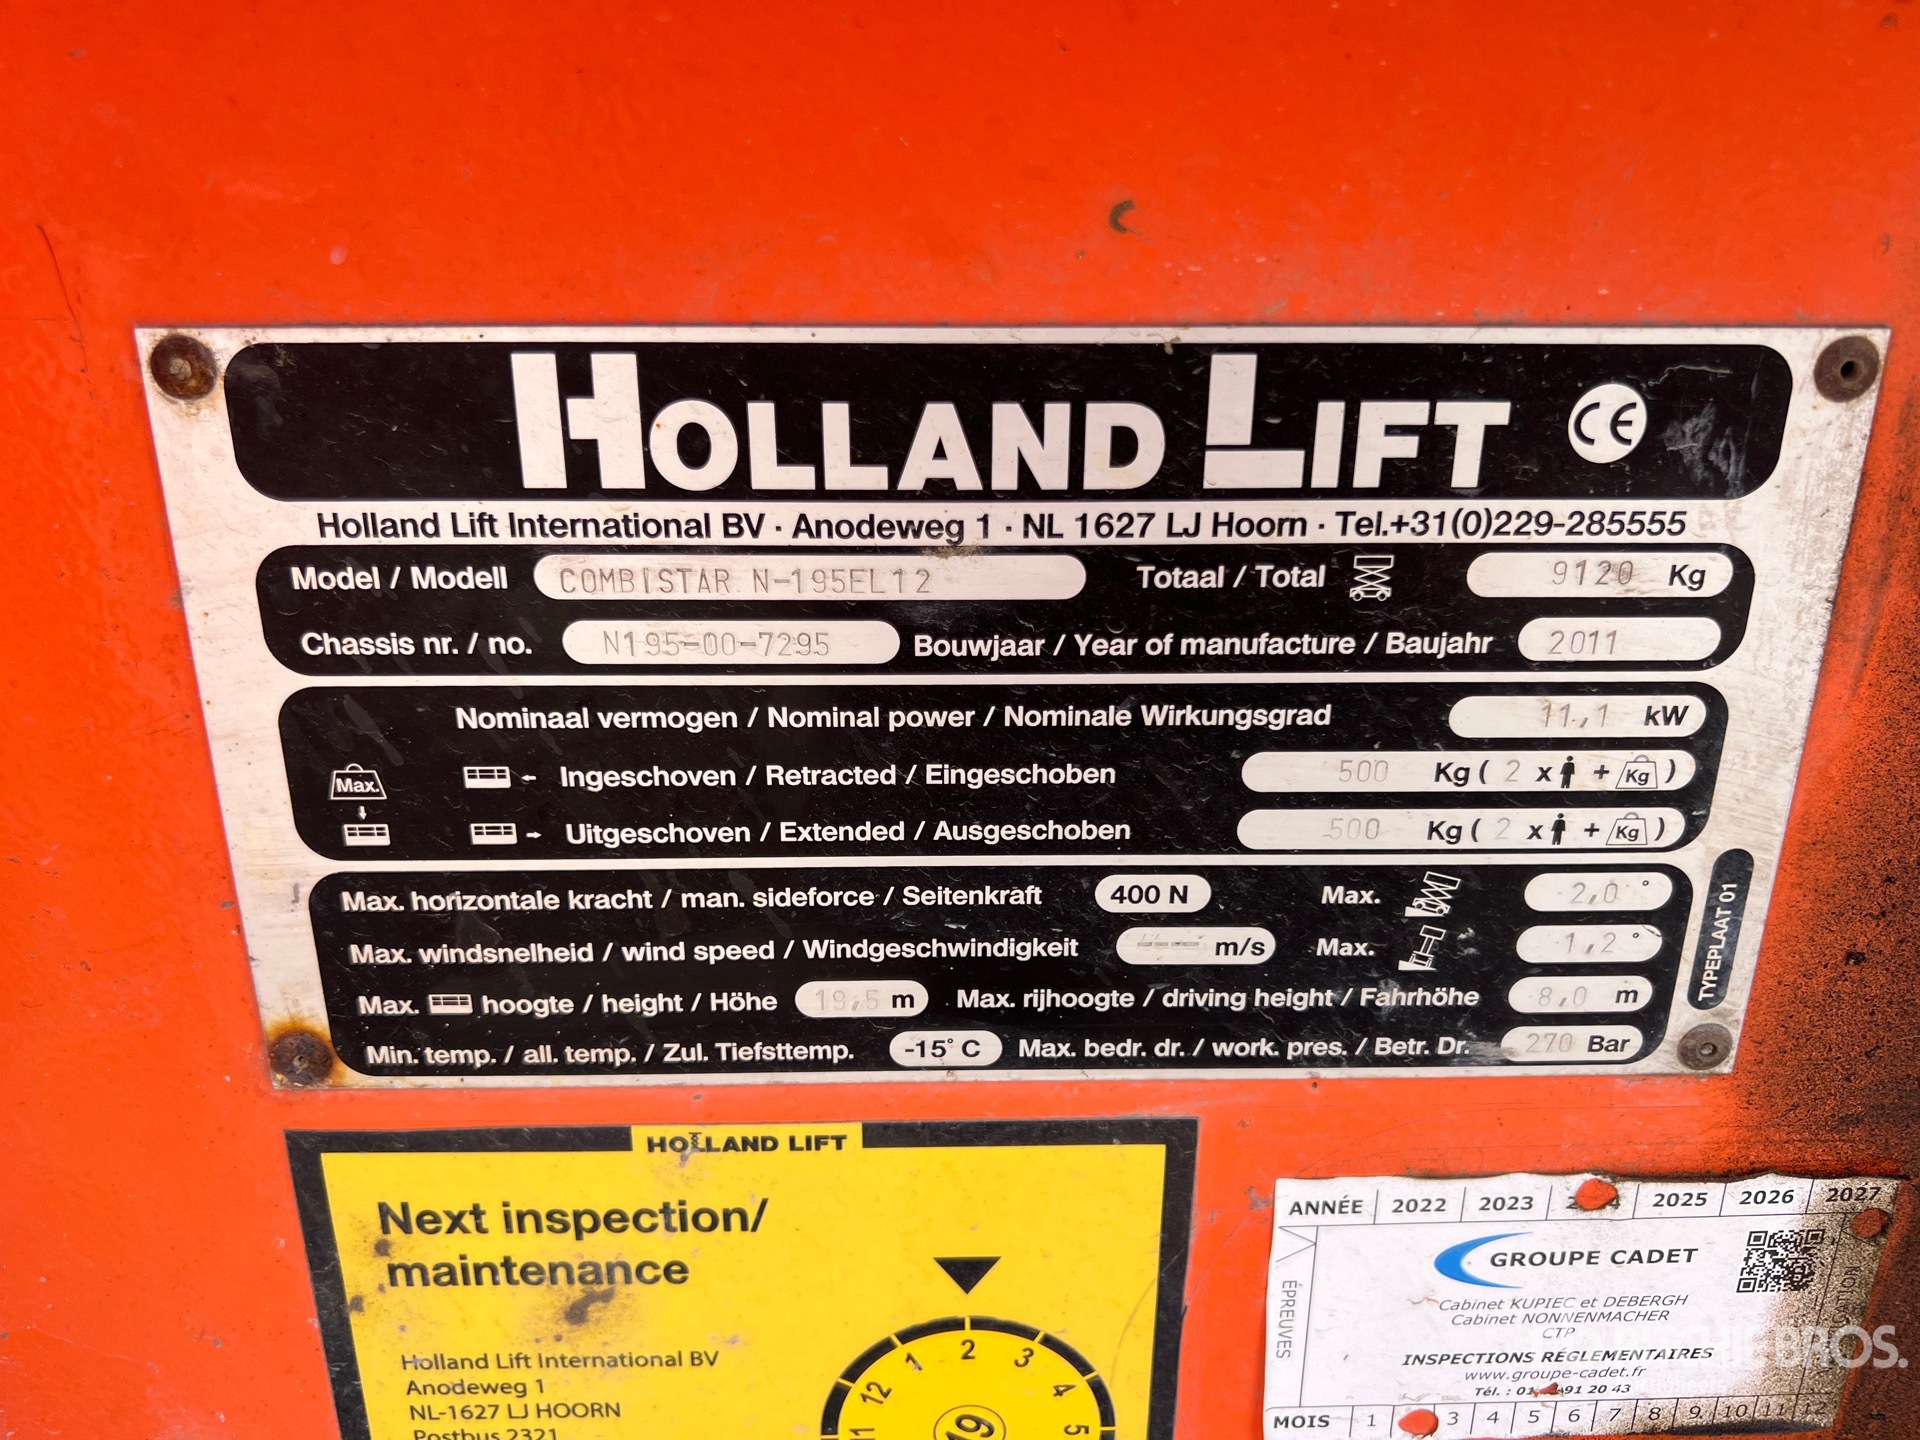 HOLLAND LIFT CE
Holland Lift International BV · Anodeweg 1 · NL 1627 LJ Hoorn · Tel.+31(0)229-285555
Model / Modell COMBISTAR N-195EL12 Totaal / Total 9120 Kg
Chassis nr. / no. N195-00-7295 Bouwjaar / Year of manufacture / Baujahr 2011
Nominaal vermogen / Nominal power / Nominale Wirkungsgrad 11,1 kW
Max. Ingeschoven / Retracted / Eingeschoben 500 Kg ( 2 x + Kg )
Uitgeschoven / Extended / Ausgeschoben 500 Kg ( 2 x + Kg )
Max. horizontale kracht / man. sideforce / Seitenkraft 400 N Max. 2,0 °
Max. windsnelheid / wind speed / Windgeschwindigkeit ---- m/s Max. 1,2 °
Max. hoogte / height / Höhe 19,5 m Max. rijhoogte / driving height / Fahrhöhe 8,0 m
Min. temp. / all. temp. / Zul. Tiefsttemp. -15° C Max. bedr. dr. / work. pres. / Betr. Dr. 270 Bar
TYPEPLAAT 01
HOLLAND LIFT
Next inspection/
maintenance
Holland Lift International BV
Anodeweg 1
NL-1627 LJ HOORN
Postbus 2321
12 1 2 3 4 5
19
ANNÉE 2022 2023 2025 2026 2027
ÉPREUVES
GROUPE CADET
Cabinet KUPIEC et DEBERGH
Cabinet NONNENMACHER
CTP
INSPECTIONS RÉGLEMENTAIRES
www.groupe-cadet.fr
Tél. : 91 20 43
MOIS 1 3 4 5 6 7 8 9 10 11 12
BROS.